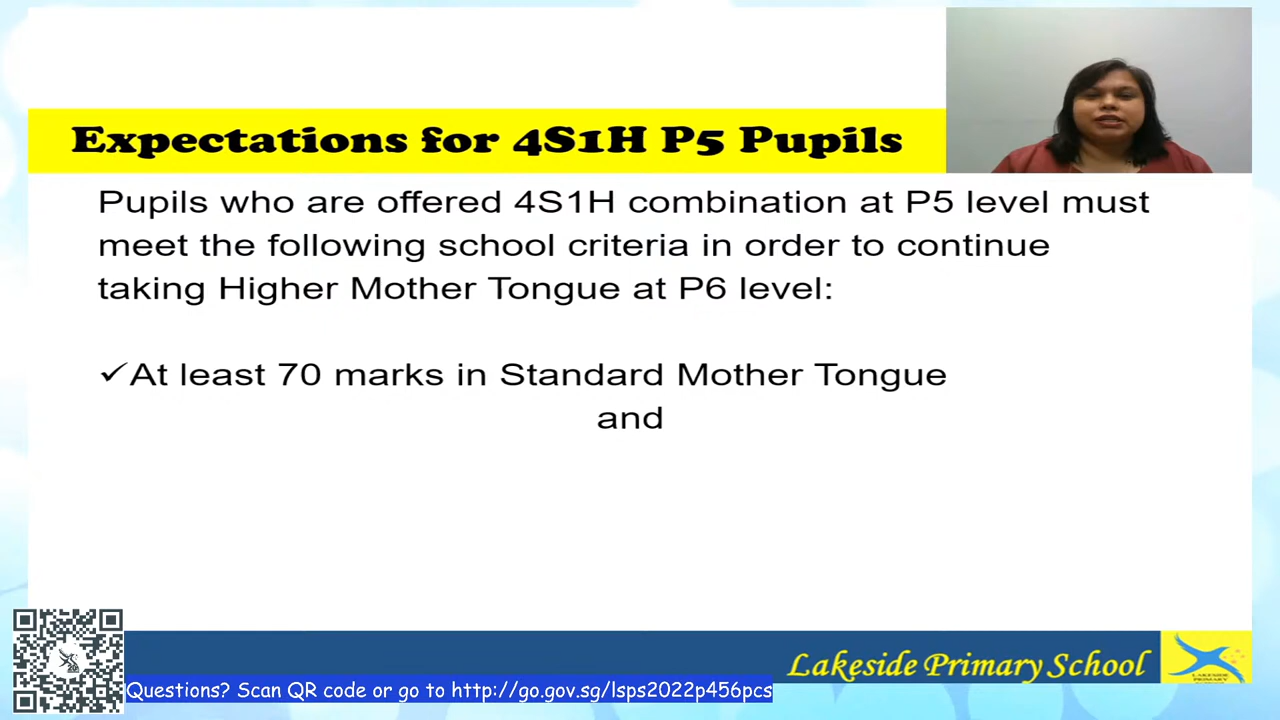 Expectations for 4S1H P5 Pupils
Pupils who are offered 4S1H combination at P5 level must
meet the following school criteria in order to continue
taking Higher Mother Tongue at P6 level:
✓At least 70 marks in Standard Mother Tongue
and
Lakeside Primary School
LAKESIDE
PRIMARY
Questions? Scan QR code or go to http://go.gov.sg/lsps2022p456pcs